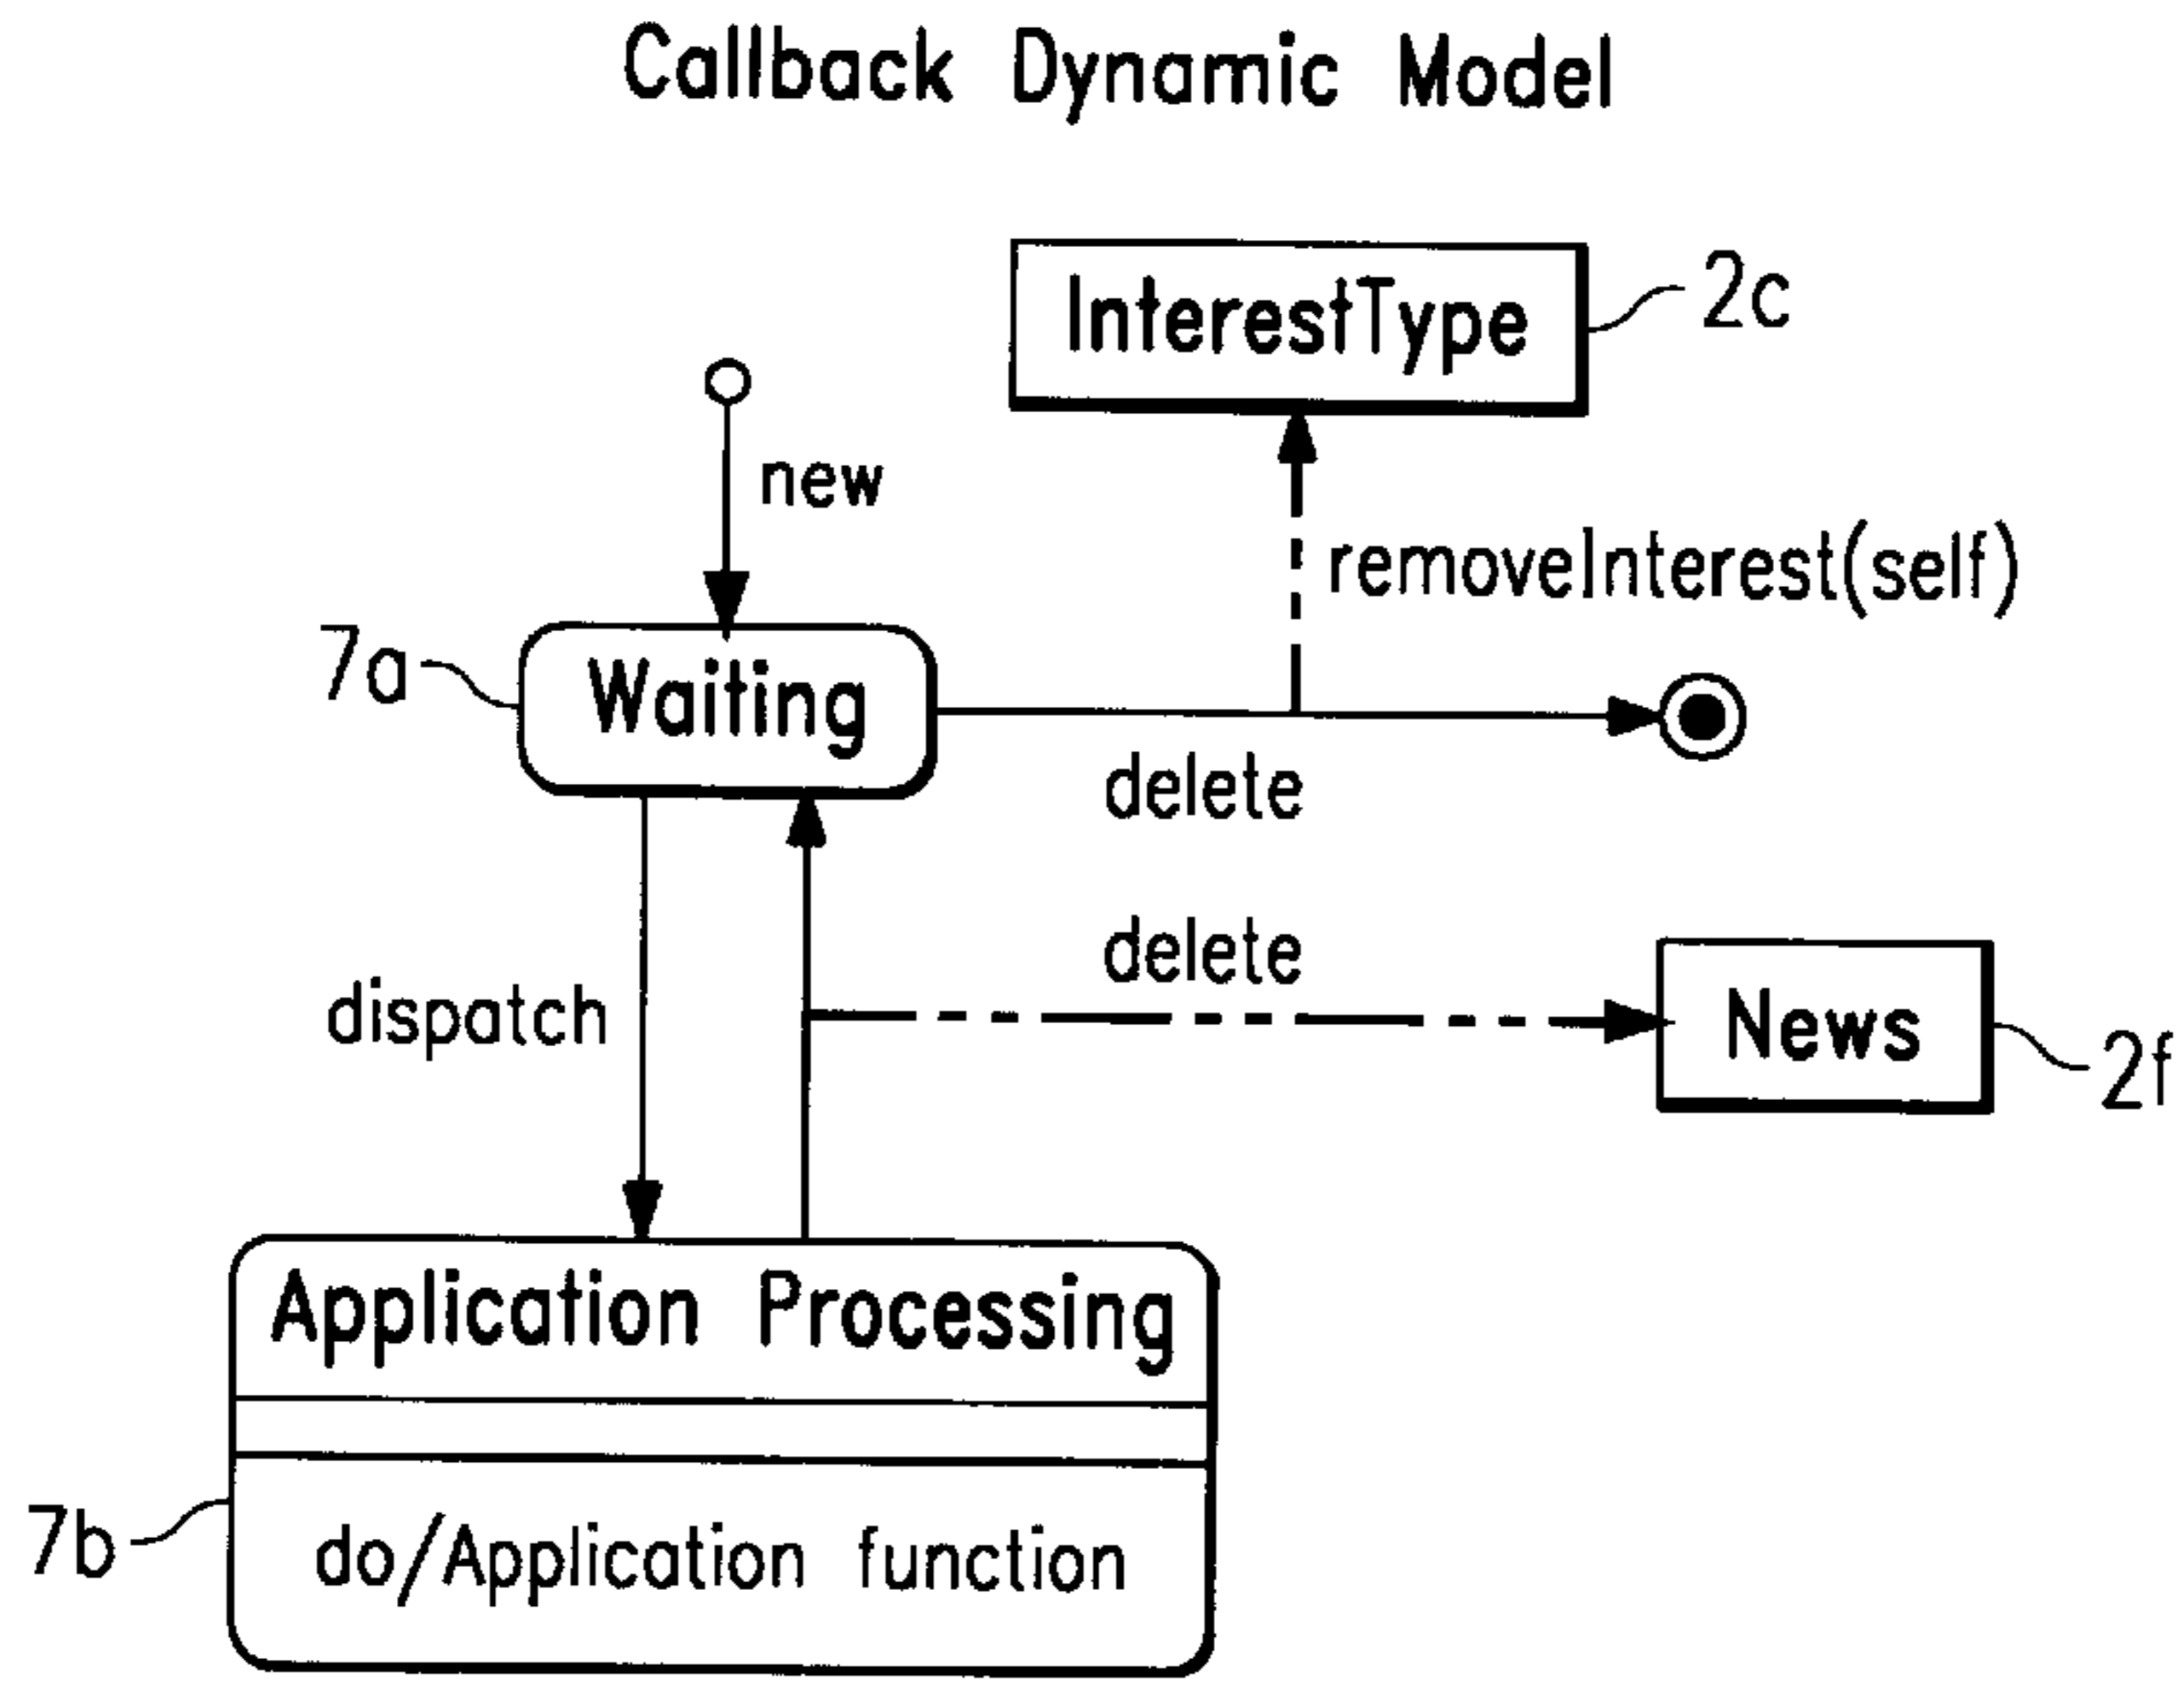 Callback Dynamic Model
InterestType
2c
new
removeInterest(self)
7a
Waiting
delete
delete
dispatch
News
2f
Application Processing
7b
do/Application function